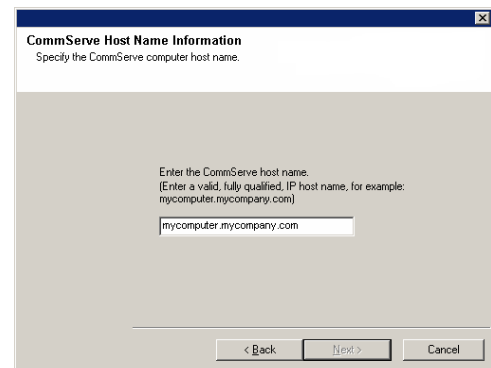 CommServe Host Name Information
Specify the CommServe computer host name.
Enter the CommServe host name.
(Enter a valid, fully qualified, IP host name, for example:
mycomputer.mycompany.com)
mycomputer.mycompany.com
< Back
Next >
Cancel